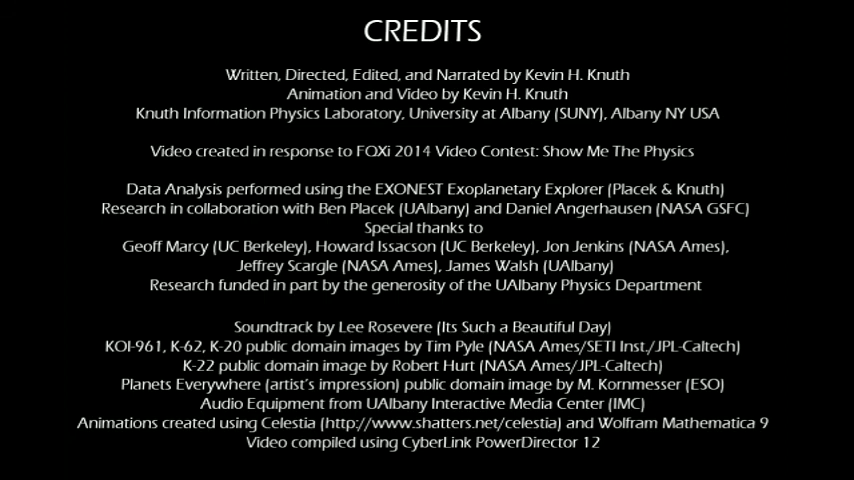 CREDITS
Written, Directed, Edited, and Narrated by Kevin H. Knuth
Animation and Video by Kevin H. Knuth
Knuth Information Physics Laboratory, University at Albany (SUNY), Albany NY USA
Video created in response to FQXi 2014 Video Contest: Show Me The Physics
Data Analysis performed using the EXONEST Exoplanetary Explorer (Placek & Knuth)
Research in collaboration with Ben Placek (UAlbany) and Daniel Angerhausen (NASA GSFC)
Special thanks to
Geoff Marcy (UC Berkeley), Howard Issacson (UC Berkeley), Jon Jenkins (NASA Ames),
Jeffrey Scargle (NASA Ames), James Walsh (UAlbany)
Research funded in part by the generosity of the UAlbany Physics Department
Soundtrack by Lee Rosevere (Its Such a Beautiful Day)
KOI-961, K-62, K-20 public domain images by Tim Pyle (NASA Ames/SETI Inst./JPL-Caltech)
K-22 public domain image by Robert Hurt (NASA Ames/JPL-Caltech)
Planets Everywhere (artist's impression) public domain image by M. Kornmesser (ESO)
Audio Equipment from UAlbany Interactive Media Center (IMC)
Animations created using Celestia (http://www.shatters.net/celestia) and Wolfram Mathematica 9
Video compiled using CyberLink PowerDirector 12